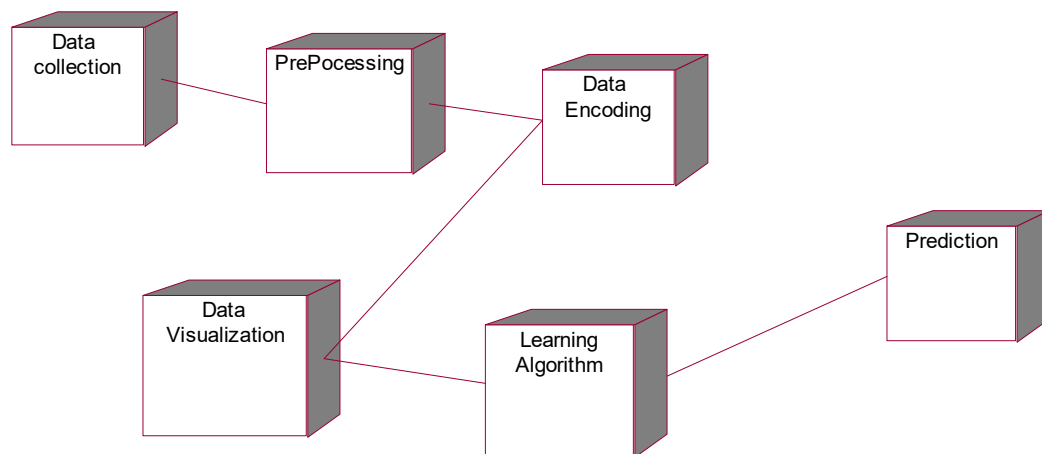 Data
collection
PrePocessing
Data
Encoding
Prediction
Data
Visualization
Learning
Algorithm